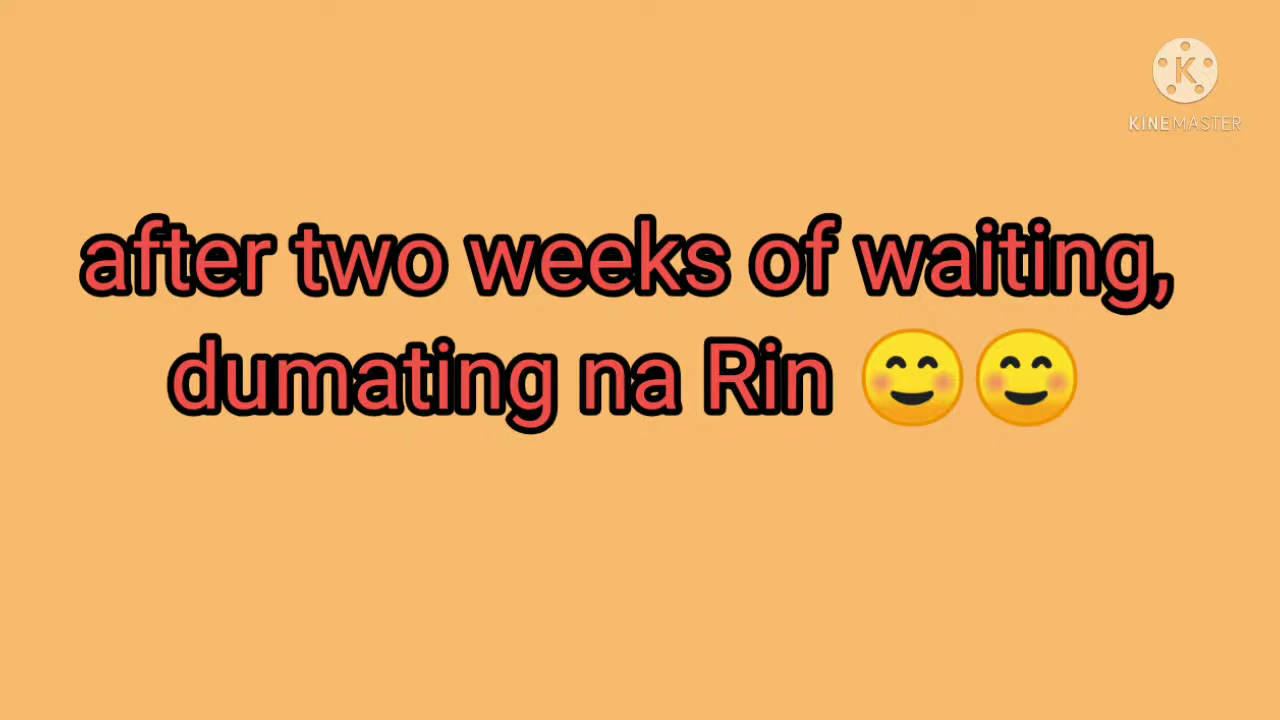 K
KINEMASTER
after two weeks of waiting,
dumating na Rin 😊😊